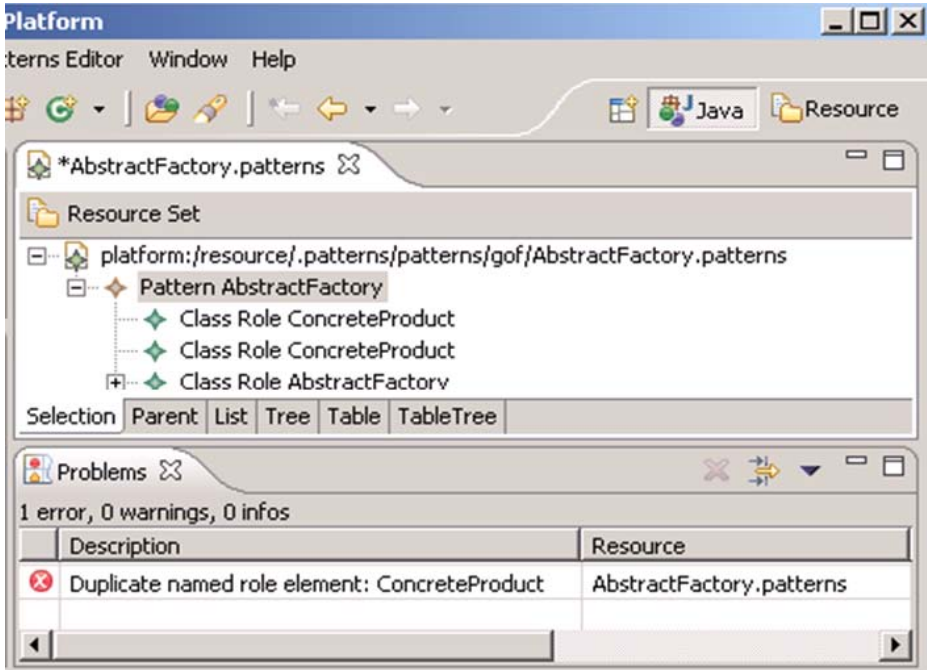 Platform
terns Editor Window Help
Java Resource
*AbstractFactory.patterns
Resource Set
platform:/resource/.patterns/patterns/gof/AbstractFactory.patterns
Pattern AbstractFactory
Class Role ConcreteProduct
Class Role ConcreteProduct
Class Role AbstractFactory
Selection Parent List Tree Table TableTree
Problems
1 error, 0 warnings, 0 infos
Description Resource
Duplicate named role element: ConcreteProduct AbstractFactory.patterns